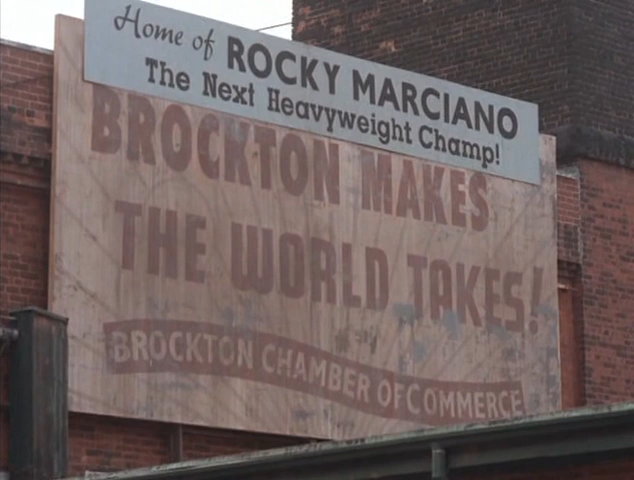 Home of ROCKY MARCIANO
The Next Heavyweight Champ!
BROCKTON MAKES
THE WORLD TAKES!
BROCKTON CHAMBER OF COMMERCE